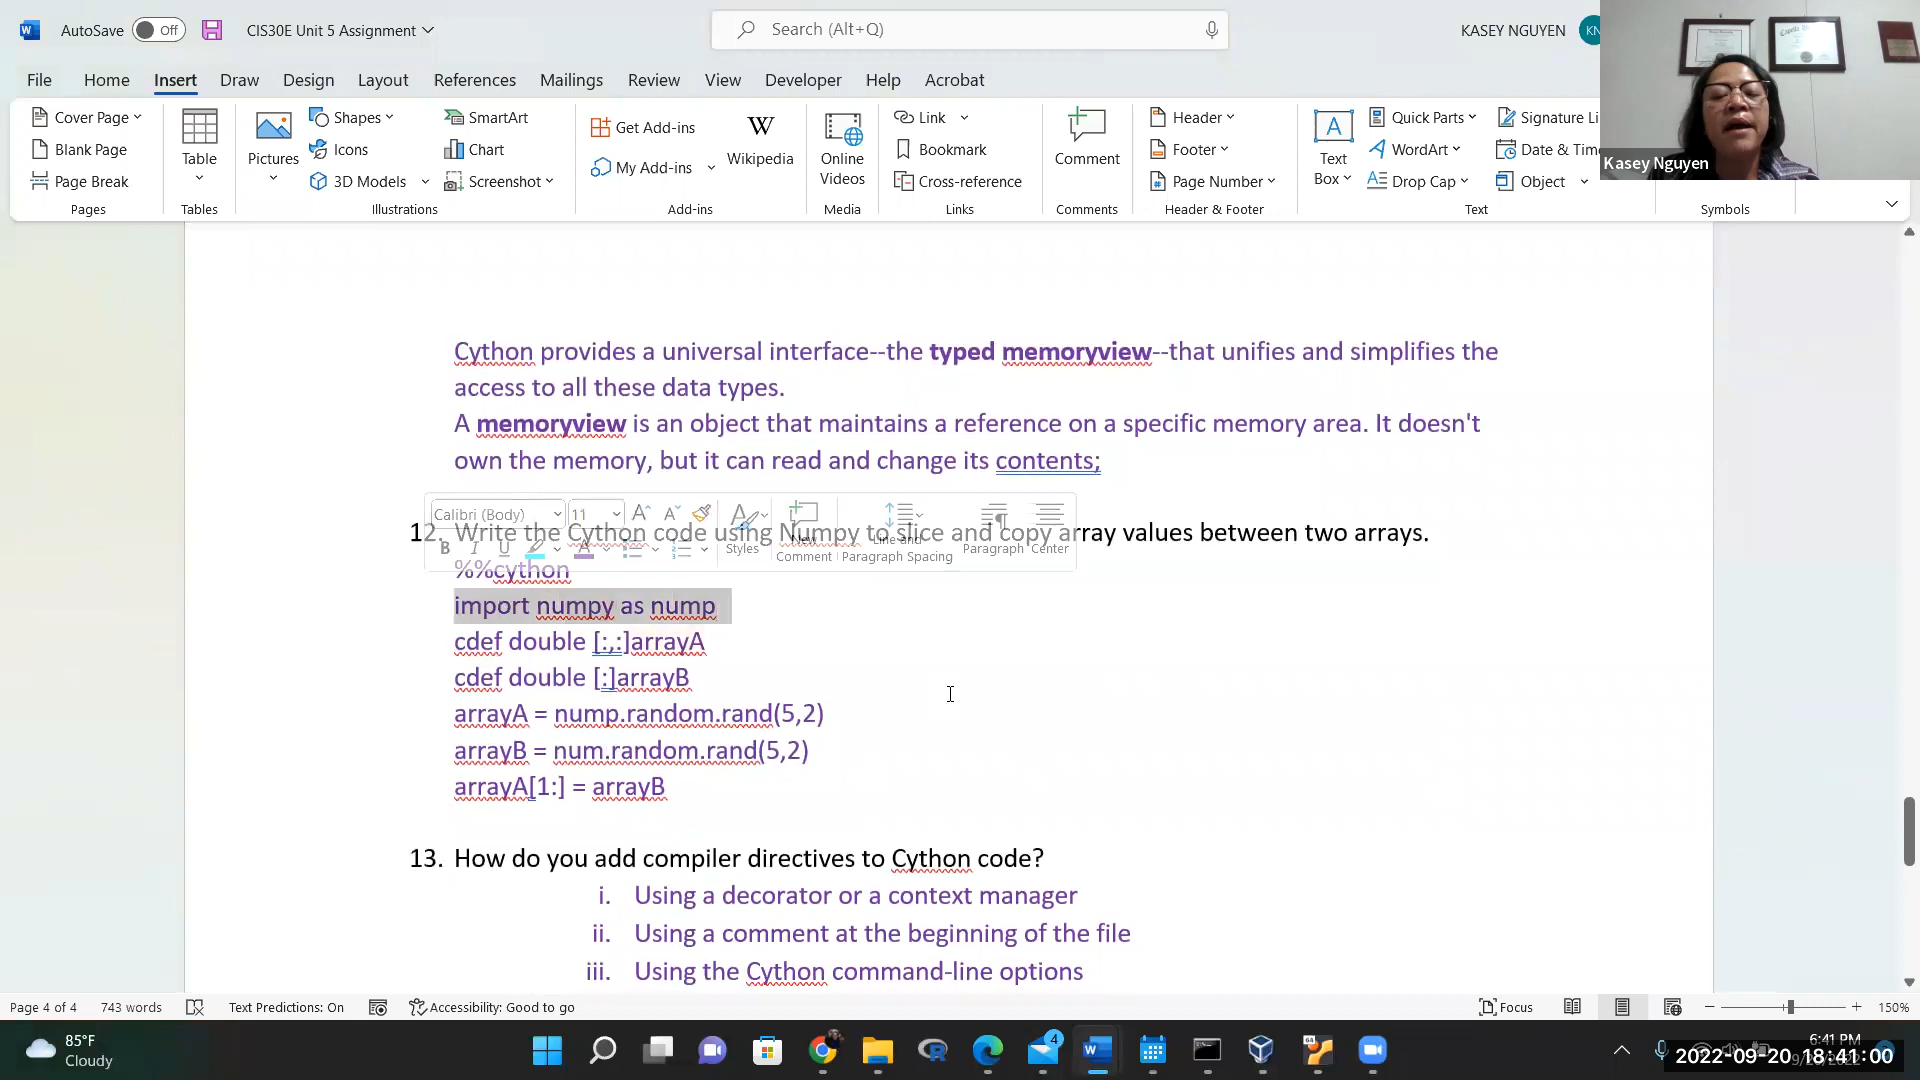 AutoSave Off CIS30E Unit 5 Assignment Search (Alt+Q) KASEY NGUYEN KN
File Home Insert Draw Design Layout References Mailings Review View Developer Help Acrobat
Cover Page
Blank Page
Page Break
Pages
Table
Tables
Pictures
Shapes
Icons
3D Models
SmartArt
Chart
Screenshot
Illustrations
Get Add-ins
My Add-ins
W
Wikipedia
Add-ins
Online
Videos
Media
Link
Bookmark
Cross-reference
Links
Comment
Comments
Header
Footer
Page Number
Header & Footer
A
Text
Box
Quick Parts
WordArt
Drop Cap
Signature Li
Date & Time
Object
Text
Symbols
Kasey Nguyen
Cython provides a universal interface--the typed memoryview--that unifies and simplifies the
access to all these data types.
A memoryview is an object that maintains a reference on a specific memory area. It doesn't
own the memory, but it can read and change its contents;
Calibri (Body) 11
B I U A
Styles
New
Comment
Line and
Paragraph Spacing
Paragraph
Center
12. Write the Cython code using Numpy to slice and copy array values between two arrays.
%%cython
import numpy as nump
cdef double [:,:]arrayA
cdef double [:]arrayB
arrayA = nump.random.rand(5,2)
arrayB = num.random.rand(5,2)
arrayA[1:] = arrayB
13. How do you add compiler directives to Cython code?
i. Using a decorator or a context manager
ii. Using a comment at the beginning of the file
iii. Using the Cython command-line options
Page 4 of 4 743 words Text Predictions: On Accessibility: Good to go Focus 150%
85°F
Cloudy
4
64
6:41 PM
2022-09-20 18:41:00